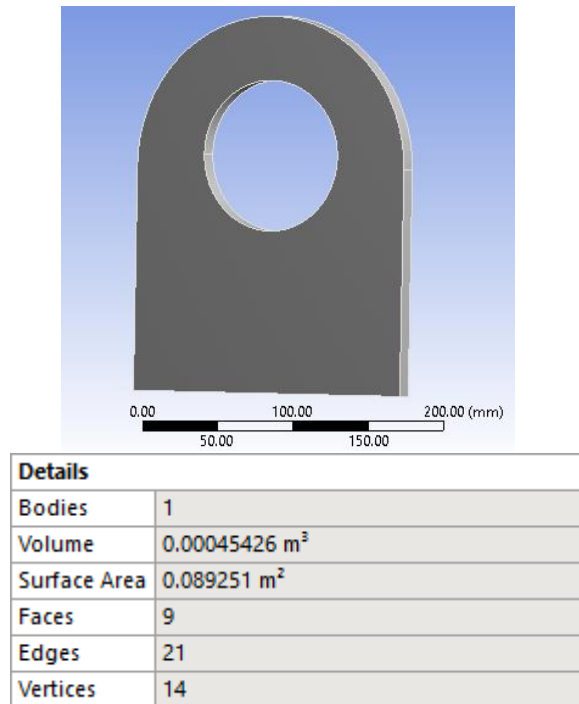 0.00 100.00 200.00 (mm)
50.00 150.00
Details
Bodies 1
Volume 0.00045426 m³
Surface Area 0.089251 m²
Faces 9
Edges 21
Vertices 14